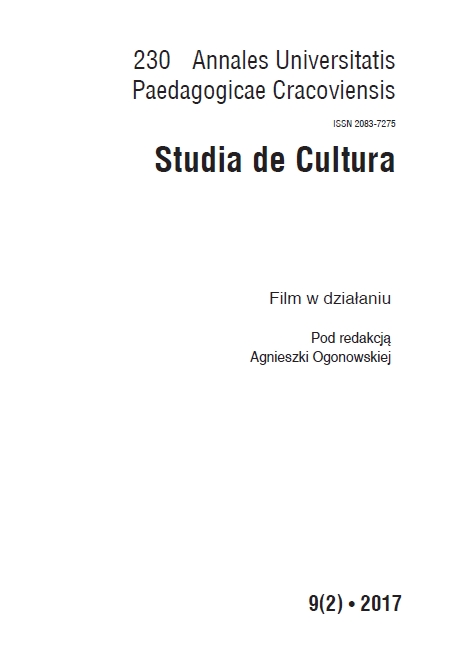 230 Annales Universitatis
Paedagogicae Cracoviensis
ISSN 2083-7275
Studia de Cultura
Film w działaniu
Pod redakcją
Agnieszki Ogonowskiej
9(2) • 2017